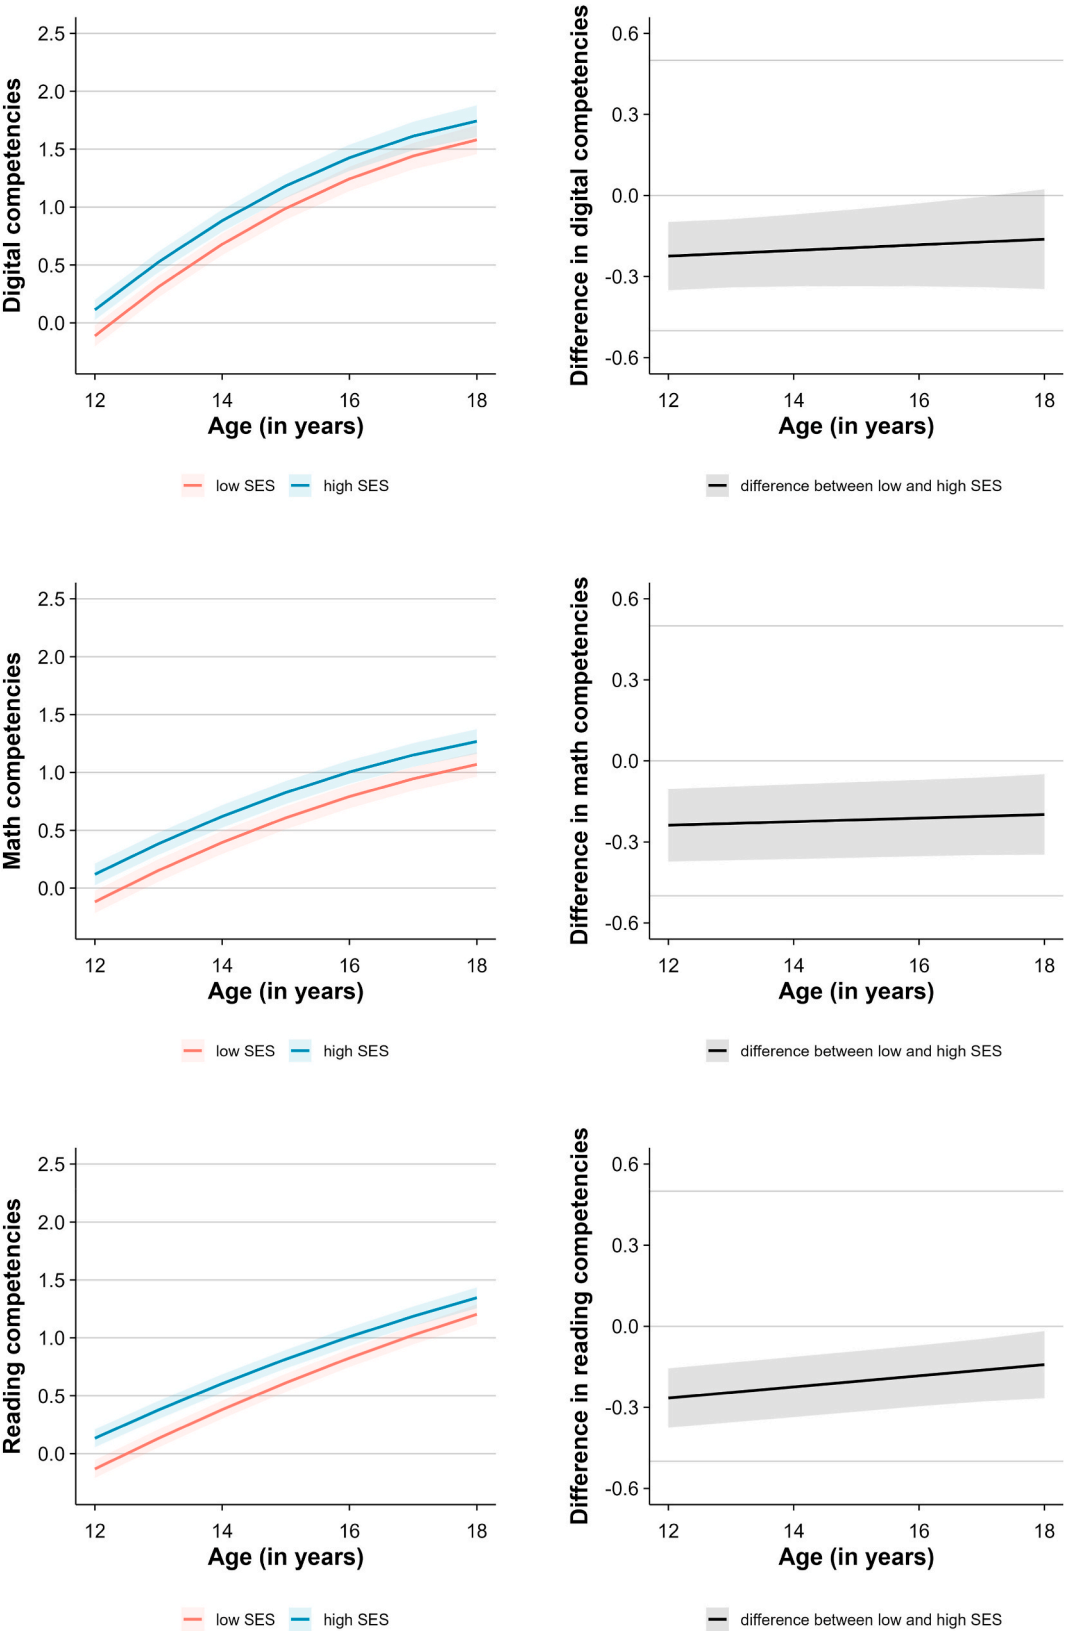 Digital competencies
2.5
2.0
1.5
1.0
0.5
0.0
12 14 16 18
Age (in years)
low SES high SES
Difference in digital competencies
0.6
0.3
0.0
-0.3
-0.6
12 14 16 18
Age (in years)
difference between low and high SES
Math competencies
2.5
2.0
1.5
1.0
0.5
0.0
12 14 16 18
Age (in years)
low SES high SES
Difference in math competencies
0.6
0.3
0.0
-0.3
-0.6
12 14 16 18
Age (in years)
difference between low and high SES
Reading competencies
2.5
2.0
1.5
1.0
0.5
0.0
12 14 16 18
Age (in years)
low SES high SES
Difference in reading competencies
0.6
0.3
0.0
-0.3
-0.6
12 14 16 18
Age (in years)
difference between low and high SES